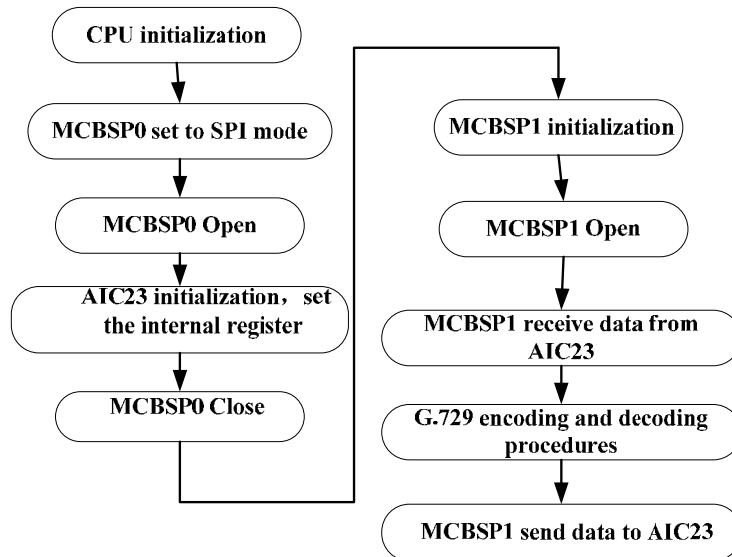 CPU initialization
MCBSP0 set to SPI mode
MCBSP0 Open
AIC23 initialization，set
the internal register
MCBSP0 Close
MCBSP1 initialization
MCBSP1 Open
MCBSP1 receive data from
AIC23
G.729 encoding and decoding
procedures
MCBSP1 send data to AIC23